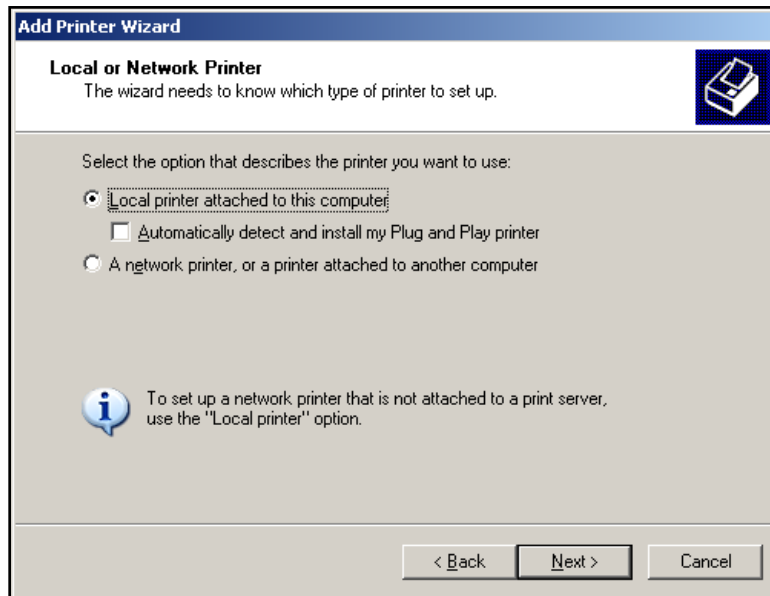 Add Printer Wizard
Local or Network Printer
The wizard needs to know which type of printer to set up.
Select the option that describes the printer you want to use:
Local printer attached to this computer
Automatically detect and install my Plug and Play printer
A network printer, or a printer attached to another computer
To set up a network printer that is not attached to a print server,
use the "Local printer" option.
< Back Next > Cancel